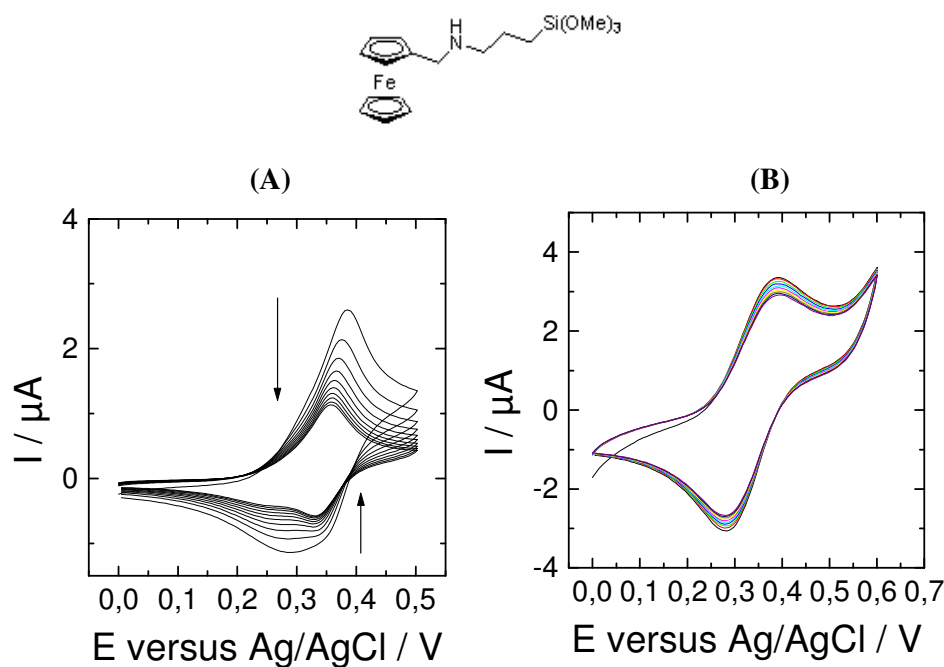 H
N
Si(OMe)₃
Fe
(A)
(B)
4
2
0
I / µA
0,0 0,1 0,2 0,3 0,4 0,5
E versus Ag/AgCl / V
4
2
0
-2
-4
I / µA
0,0 0,1 0,2 0,3 0,4 0,5 0,6 0,7
E versus Ag/AgCl / V